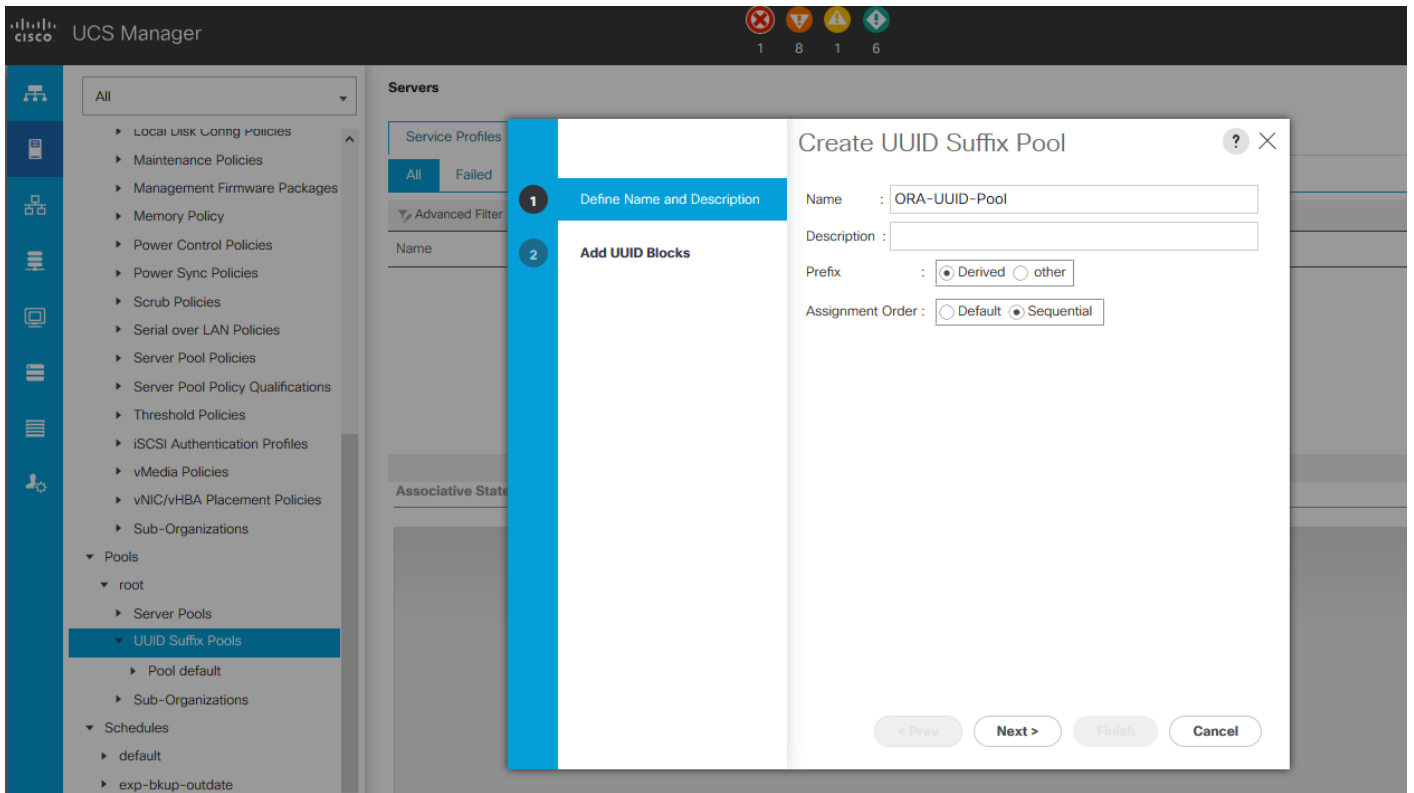 cisco UCS Manager
1 8 1 6
All
Local Disk Config Policies
Maintenance Policies
Management Firmware Packages
Memory Policy
Power Control Policies
Power Sync Policies
Scrub Policies
Serial over LAN Policies
Server Pool Policies
Server Pool Policy Qualifications
Threshold Policies
iSCSI Authentication Profiles
vMedia Policies
vNIC/vHBA Placement Policies
Sub-Organizations
Pools
root
Server Pools
UUID Suffix Pools
Pool default
Sub-Organizations
Schedules
default
exp-bkup-outdate
Servers
Service Profiles
All Failed
Advanced Filter
Name
Associative State
1 Define Name and Description
2 Add UUID Blocks
Create UUID Suffix Pool ?
Name : ORA-UUID-Pool
Description :
Prefix : Derived other
Assignment Order : Default Sequential
< Prev Next > Finish Cancel